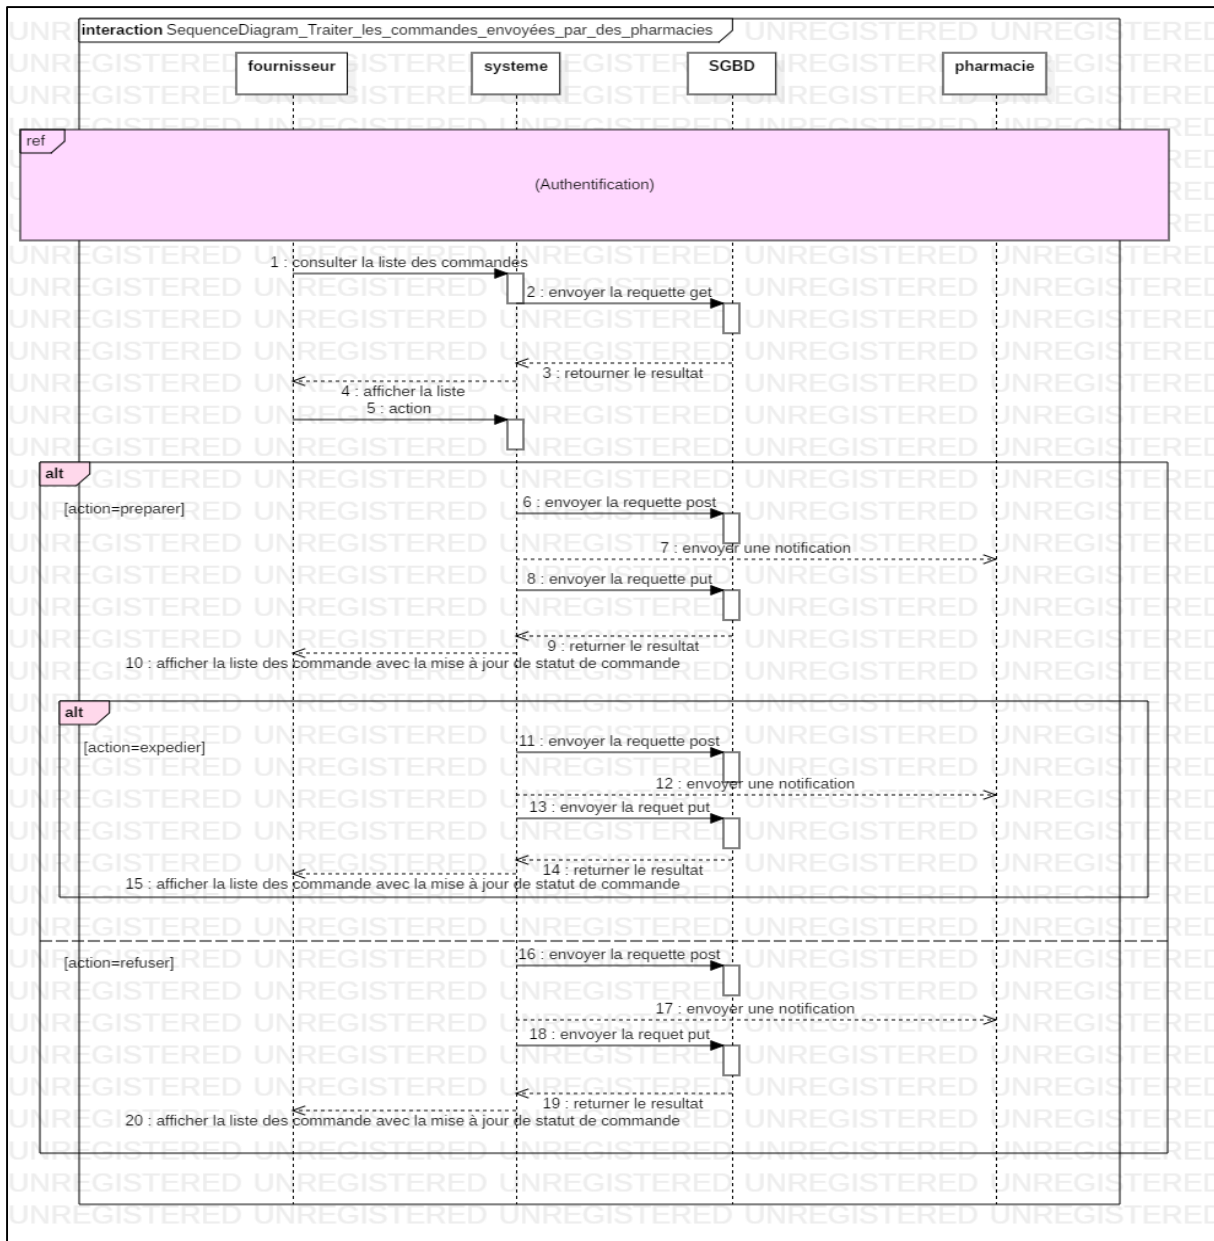 interaction SequenceDiagram_Traiter_les_commandes_envoyées_par_des_pharmacies
fournisseur systeme SGBD pharmacie
ref
(Authentification)
1 : consulter la liste des commandes
2 : envoyer la requette get
3 : retourner le resultat
4 : afficher la liste
5 : action
alt
[action=preparer]
6 : envoyer la requette post
7 : envoyer une notification
8 : envoyer la requette put
9 : returner le resultat
10 : afficher la liste des commande avec la mise à jour de statut de commande
alt
[action=expedier]
11 : envoyer la requette post
12 : envoyer une notification
13 : envoyer la requet put
14 : returner le resultat
15 : afficher la liste des commande avec la mise à jour de statut de commande
[action=refuser]
16 : envoyer la requette post
17 : envoyer une notification
18 : envoyer la requet put
19 : returner le resultat
20 : afficher la liste des commande avec la mise à jour de statut de commande
UNREGISTERED